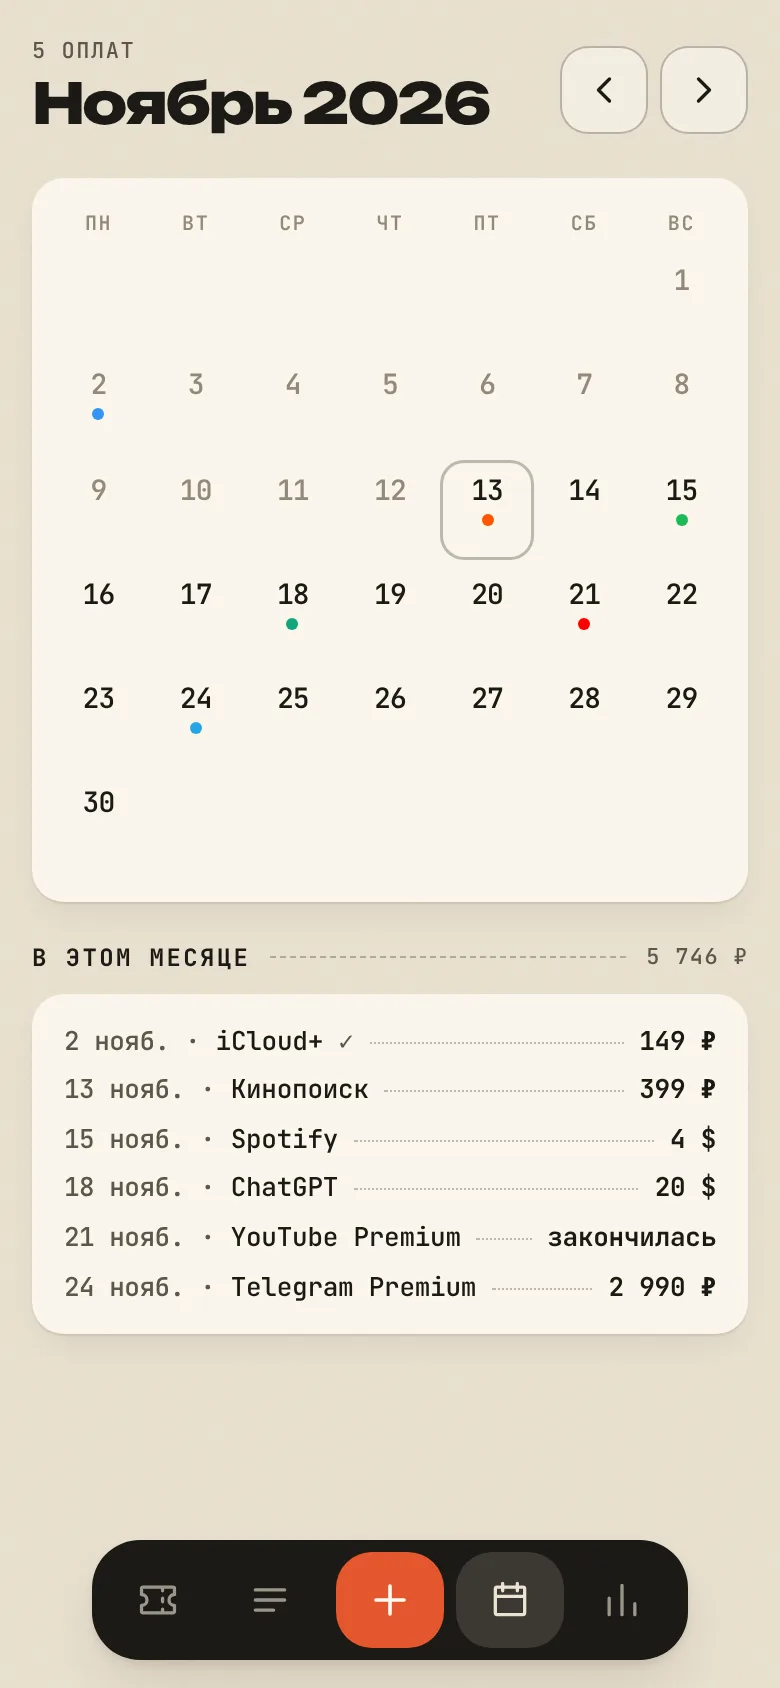 5 ОПЛАТ
Ноябрь 2026
ПН ВТ СР ЧТ ПТ СБ ВС
1
2 3 4 5 6 7 8
9 10 11 12 13 14 15
16 17 18 19 20 21 22
23 24 25 26 27 28 29
30
В ЭТОМ МЕСЯЦЕ 5 746 ₽
2 нояб. · iCloud+ ✓ 149 ₽
13 нояб. · Кинопоиск 399 ₽
15 нояб. · Spotify 4 $
18 нояб. · ChatGPT 20 $
21 нояб. · YouTube Premium закончилась
24 нояб. · Telegram Premium 2 990 ₽